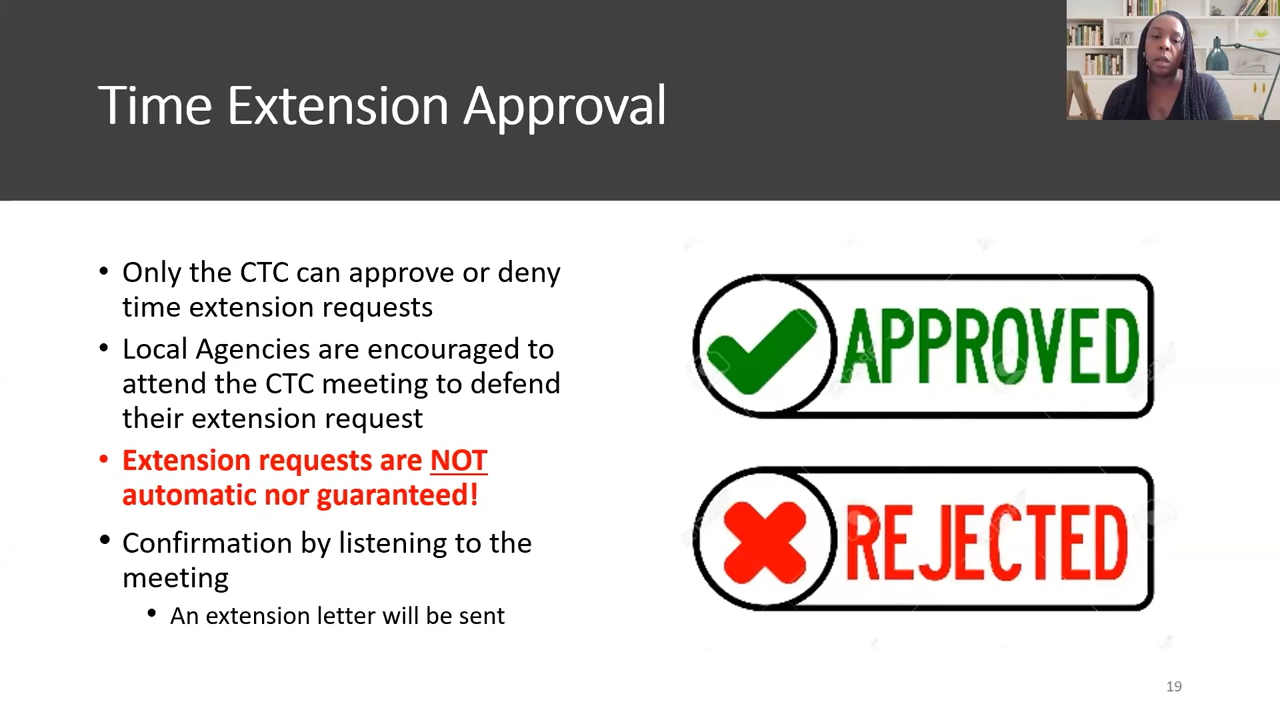 Time Extension Approval
• Only the CTC can approve or deny
time extension requests
• Local Agencies are encouraged to
attend the CTC meeting to defend
their extension request
• Extension requests are NOT
automatic nor guaranteed!
• Confirmation by listening to the
meeting
• An extension letter will be sent
APPROVED
REJECTED
19